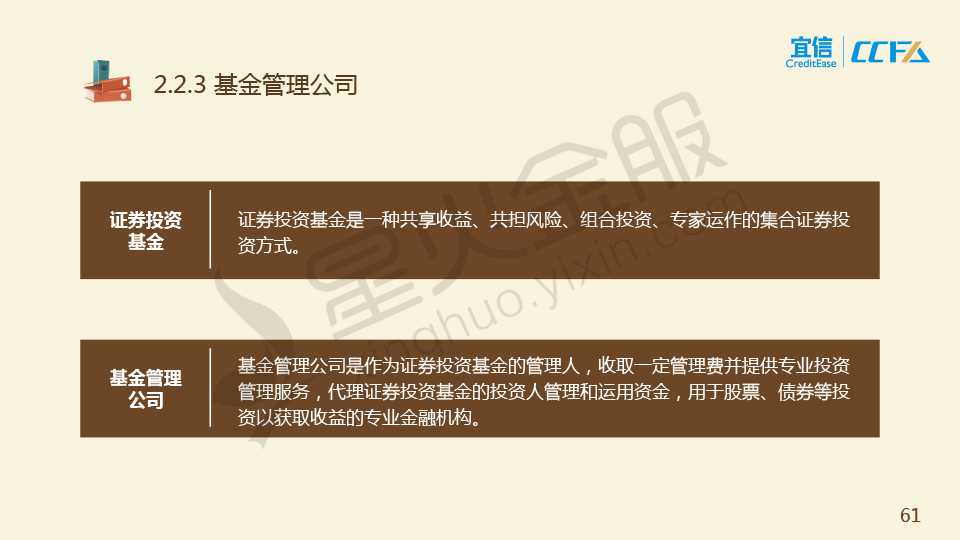 宜信
CreditEase
CCFA
2.2.3 基金管理公司
证券投资
基金
证券投资基金是一种共享收益、共担风险、组合投资、专家运作的集合证券投
资方式。
基金管理
公司
基金管理公司是作为证券投资基金的管理人，收取一定管理费并提供专业投资
管理服务，代理证券投资基金的投资人管理和运用资金，用于股票、债券等投
资以获取收益的专业金融机构。
星火金服
xinghuo.yixin.com
61